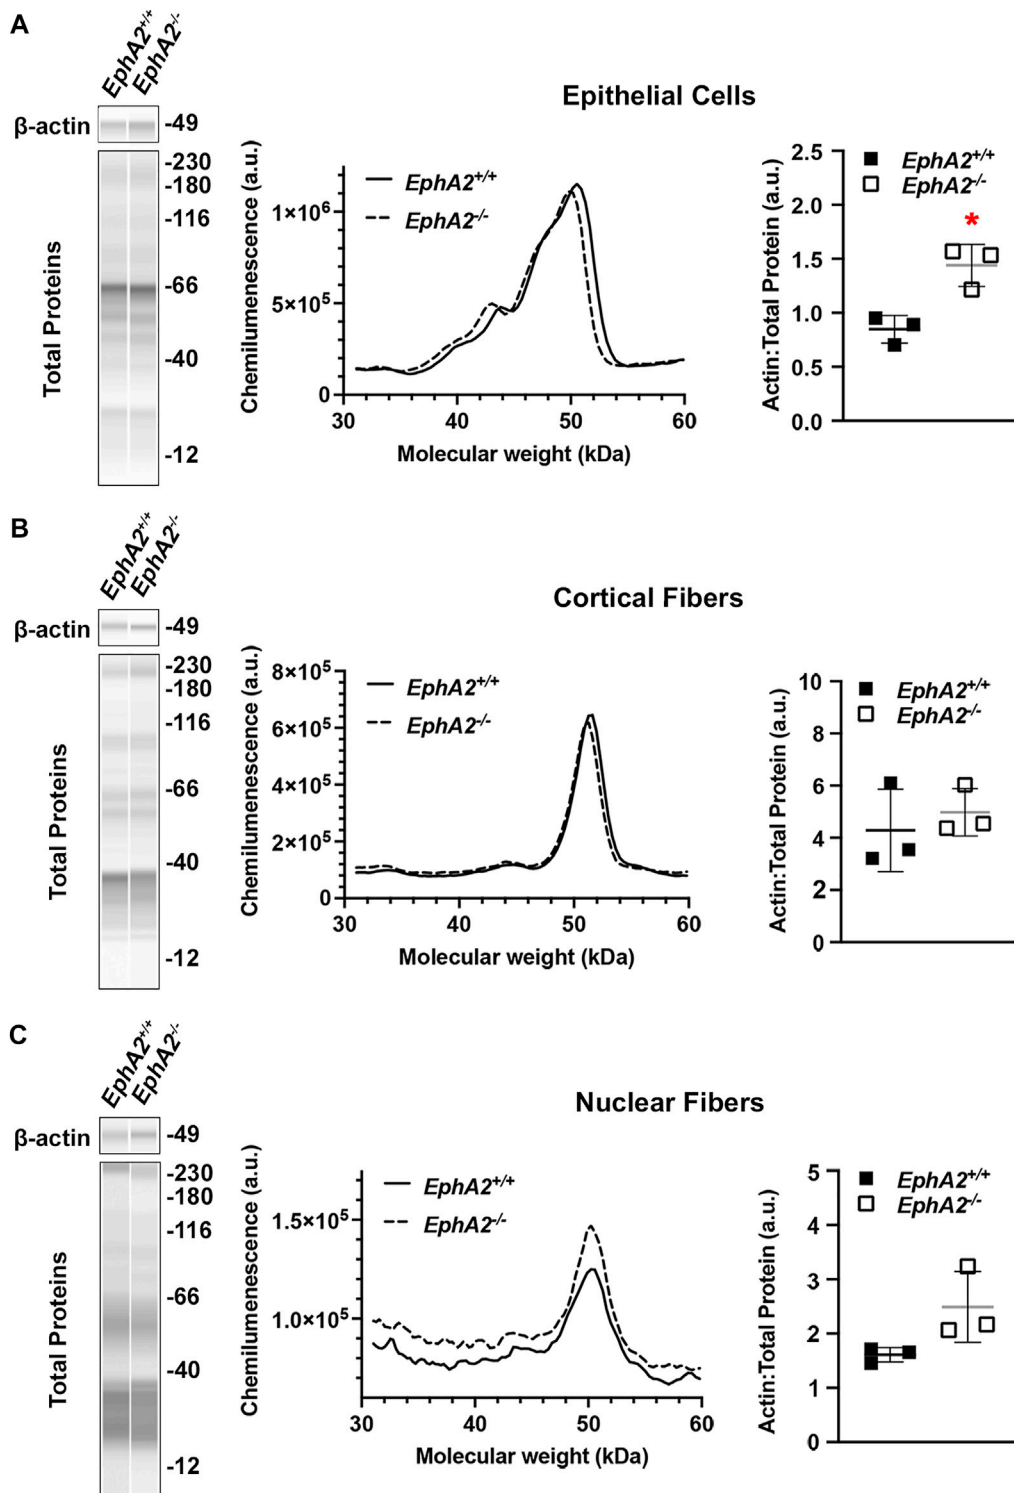 A
EphA2+/+
EphA2-/-
β-actin
-49
Total Proteins
-230
-180
-116
-66
-40
-12
Epithelial Cells
Chemilumenescence (a.u.)
1×10⁶
5×10⁵
0
30 40 50 60
Molecular weight (kDa)
EphA2+/+
EphA2-/-
Actin:Total Protein (a.u.)
2.5
2.0
1.5
1.0
0.5
0.0
EphA2+/+
EphA2-/-
*
B
EphA2+/+
EphA2-/-
β-actin
-49
Total Proteins
-230
-180
-116
-66
-40
-12
Cortical Fibers
Chemilumenescence (a.u.)
8×10⁵
6×10⁵
4×10⁵
2×10⁵
0
30 40 50 60
Molecular weight (kDa)
EphA2+/+
EphA2-/-
Actin:Total Protein (a.u.)
10
8
6
4
2
0
EphA2+/+
EphA2-/-
C
EphA2+/+
EphA2-/-
β-actin
-49
Total Proteins
-230
-180
-116
-66
-40
-12
Nuclear Fibers
Chemilumenescence (a.u.)
1.5×10⁵
1.0×10⁵
30 40 50 60
Molecular weight (kDa)
EphA2+/+
EphA2-/-
Actin:Total Protein (a.u.)
5
4
3
2
1
0
EphA2+/+
EphA2-/-